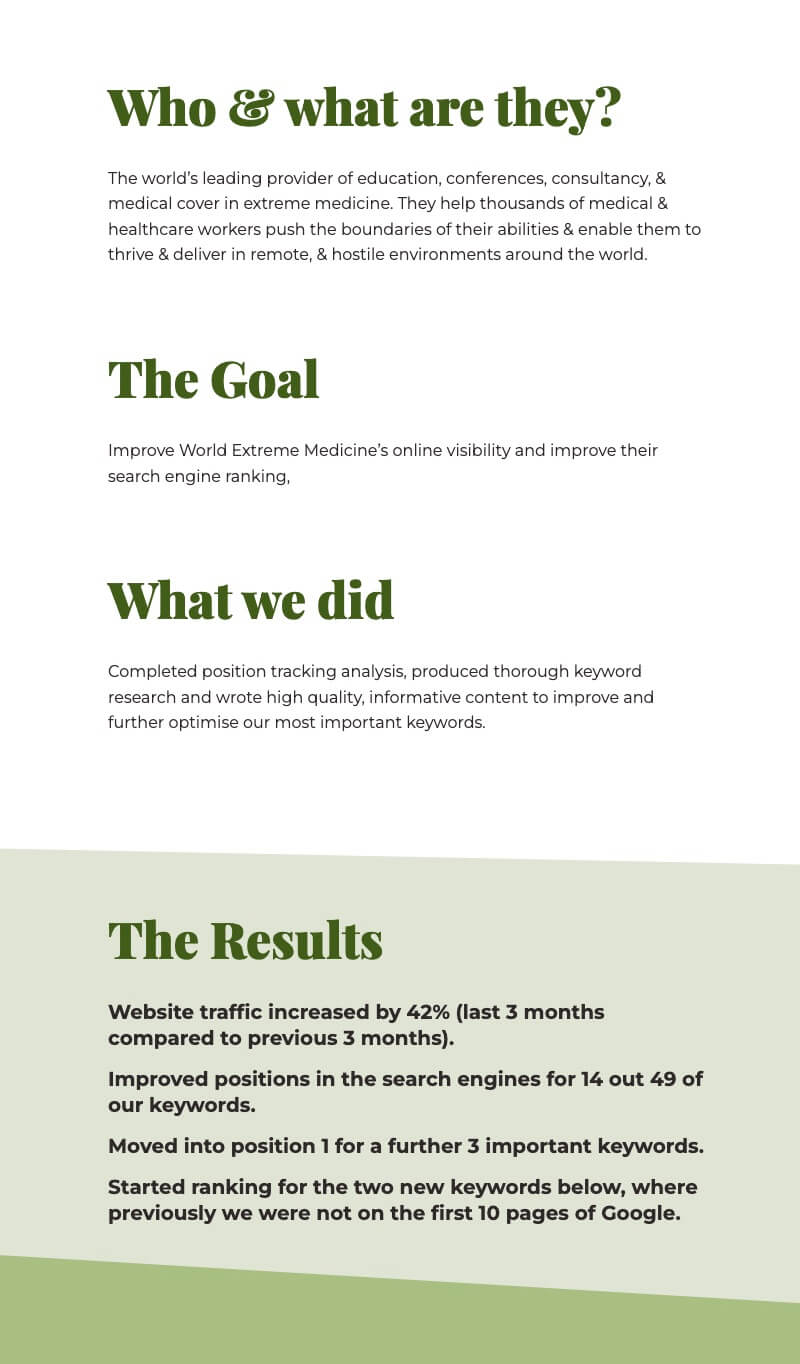 Who & what are they?
The world’s leading provider of education, conferences, consultancy, &
medical cover in extreme medicine. They help thousands of medical &
healthcare workers push the boundaries of their abilities & enable them to
thrive & deliver in remote, & hostile environments around the world.
The Goal
Improve World Extreme Medicine’s online visibility and improve their
search engine ranking,
What we did
Completed position tracking analysis, produced thorough keyword
research and wrote high quality, informative content to improve and
further optimise our most important keywords.
The Results
Website traffic increased by 42% (last 3 months
compared to previous 3 months).
Improved positions in the search engines for 14 out 49 of
our keywords.
Moved into position 1 for a further 3 important keywords.
Started ranking for the two new keywords below, where
previously we were not on the first 10 pages of Google.